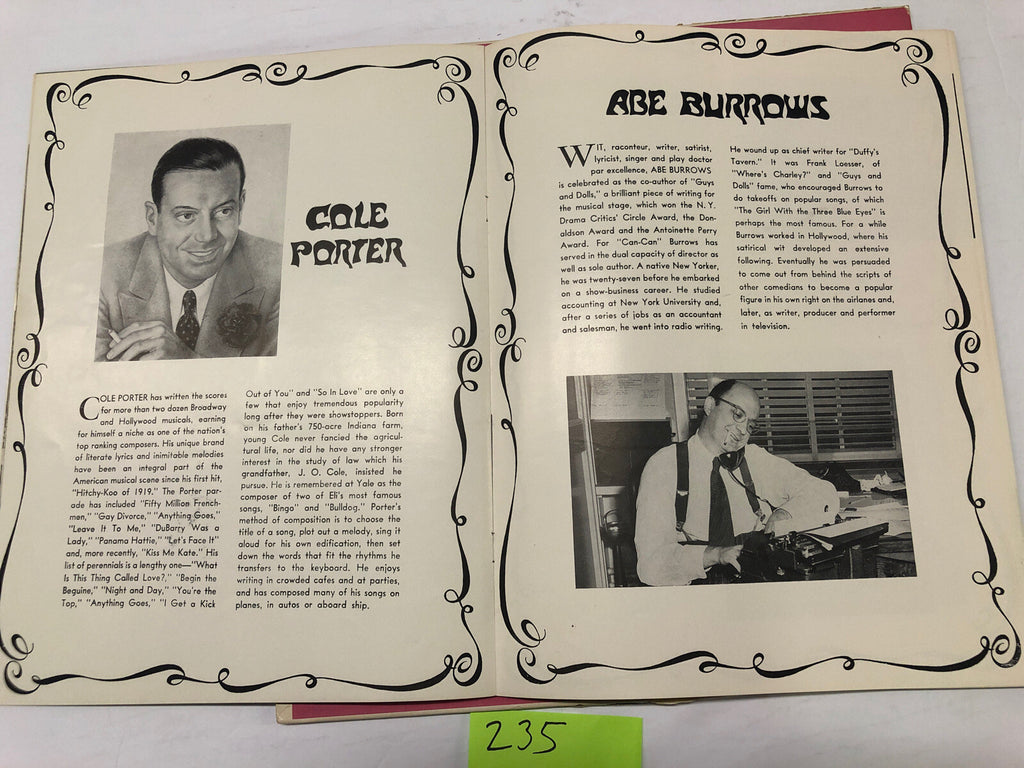 COLE
PORTER
COLE PORTER has written the scores
for more than two dozen Broadway
and Hollywood musicals, earning
for himself a niche as one of the nation's
top ranking composers. His unique brand
of literate lyrics and inimitable melodies
have been an integral part of the
American musical scene since his first hit,
"Hitchy-Koo of 1919." The Porter par-
ade has included "Fifty Million French-
men," "Gay Divorce," "Anything Goes,"
"Leave It To Me," "DuBarry Was a
Lady," "Panama Hattie," "Let's Face It"
and, more recently, "Kiss Me Kate." His
list of perennials is a lengthy one—"What
Is This Thing Called Love?," "Begin the
Beguine," "Night and Day," "You're the
Top," "Anything Goes," "I Get a Kick
Out of You" and "So In Love" are only a
few that enjoy tremendous popularity
long after they were showstoppers. Born
on his father's 750-acre Indiana farm,
young Cole never fancied the agricul-
tural life, nor did he have any stronger
interest in the study of law which his
grandfather, J. O. Cole, insisted he
pursue. He is remembered at Yale as the
composer of two of Eli's most famous
songs, "Bingo" and "Bulldog." Porter's
method of composition is to choose the
title of a song, plot out a melody, sing it
aloud for his own edification, then set
down the words that fit the rhythms he
transfers to the keyboard. He enjoys
writing in crowded cafes and at parties,
and has composed many of his songs on
planes, in autos or aboard ship.
ABE BURROWS
WIT, raconteur, writer, satirist,
lyricist, singer and play doctor
par excellence, ABE BURROWS
is celebrated as the co-author of "Guys
and Dolls," a brilliant piece of writing for
the musical stage, which won the N. Y.
Drama Critics' Circle Award, the Don-
aldson Award and the Antoinette Perry
Award. For "Can-Can" Burrows has
served in the dual capacity of director as
well as sole author. A native New Yorker,
he was twenty-seven before he embarked
on a show-business career. He studied
accounting at New York University and,
after a series of jobs as an accountant
and salesman, he went into radio writing.
He wound up as chief writer for "Duffy's
Tavern." It was Frank Loesser, of
"Where's Charley?" and "Guys and
Dolls" fame, who encouraged Burrows to
do takeoffs on popular songs, of which
"The Girl With the Three Blue Eyes" is
perhaps the most famous. For a while
Burrows worked in Hollywood, where his
satirical wit developed an extensive
following. Eventually he was persuaded
to come out from behind the scripts of
other comedians to become a popular
figure in his own right on the airlanes and,
later, as writer, producer and performer
in television.
235